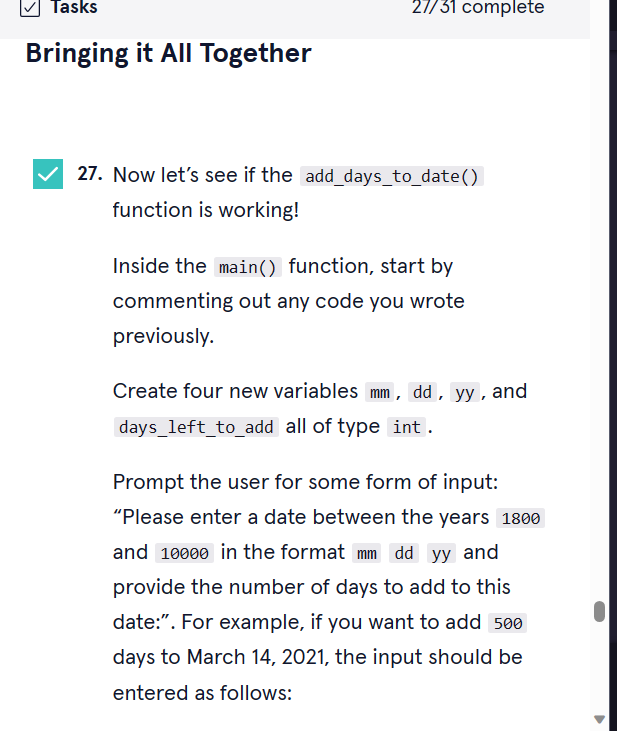 Tasks 27/31 complete
Bringing it All Together
27. Now let’s see if the add_days_to_date()
function is working!
Inside the main() function, start by
commenting out any code you wrote
previously.
Create four new variables mm, dd, yy, and
days_left_to_add all of type int.
Prompt the user for some form of input:
“Please enter a date between the years 1800
and 10000 in the format mm dd yy and
provide the number of days to add to this
date:”. For example, if you want to add 500
days to March 14, 2021, the input should be
entered as follows: